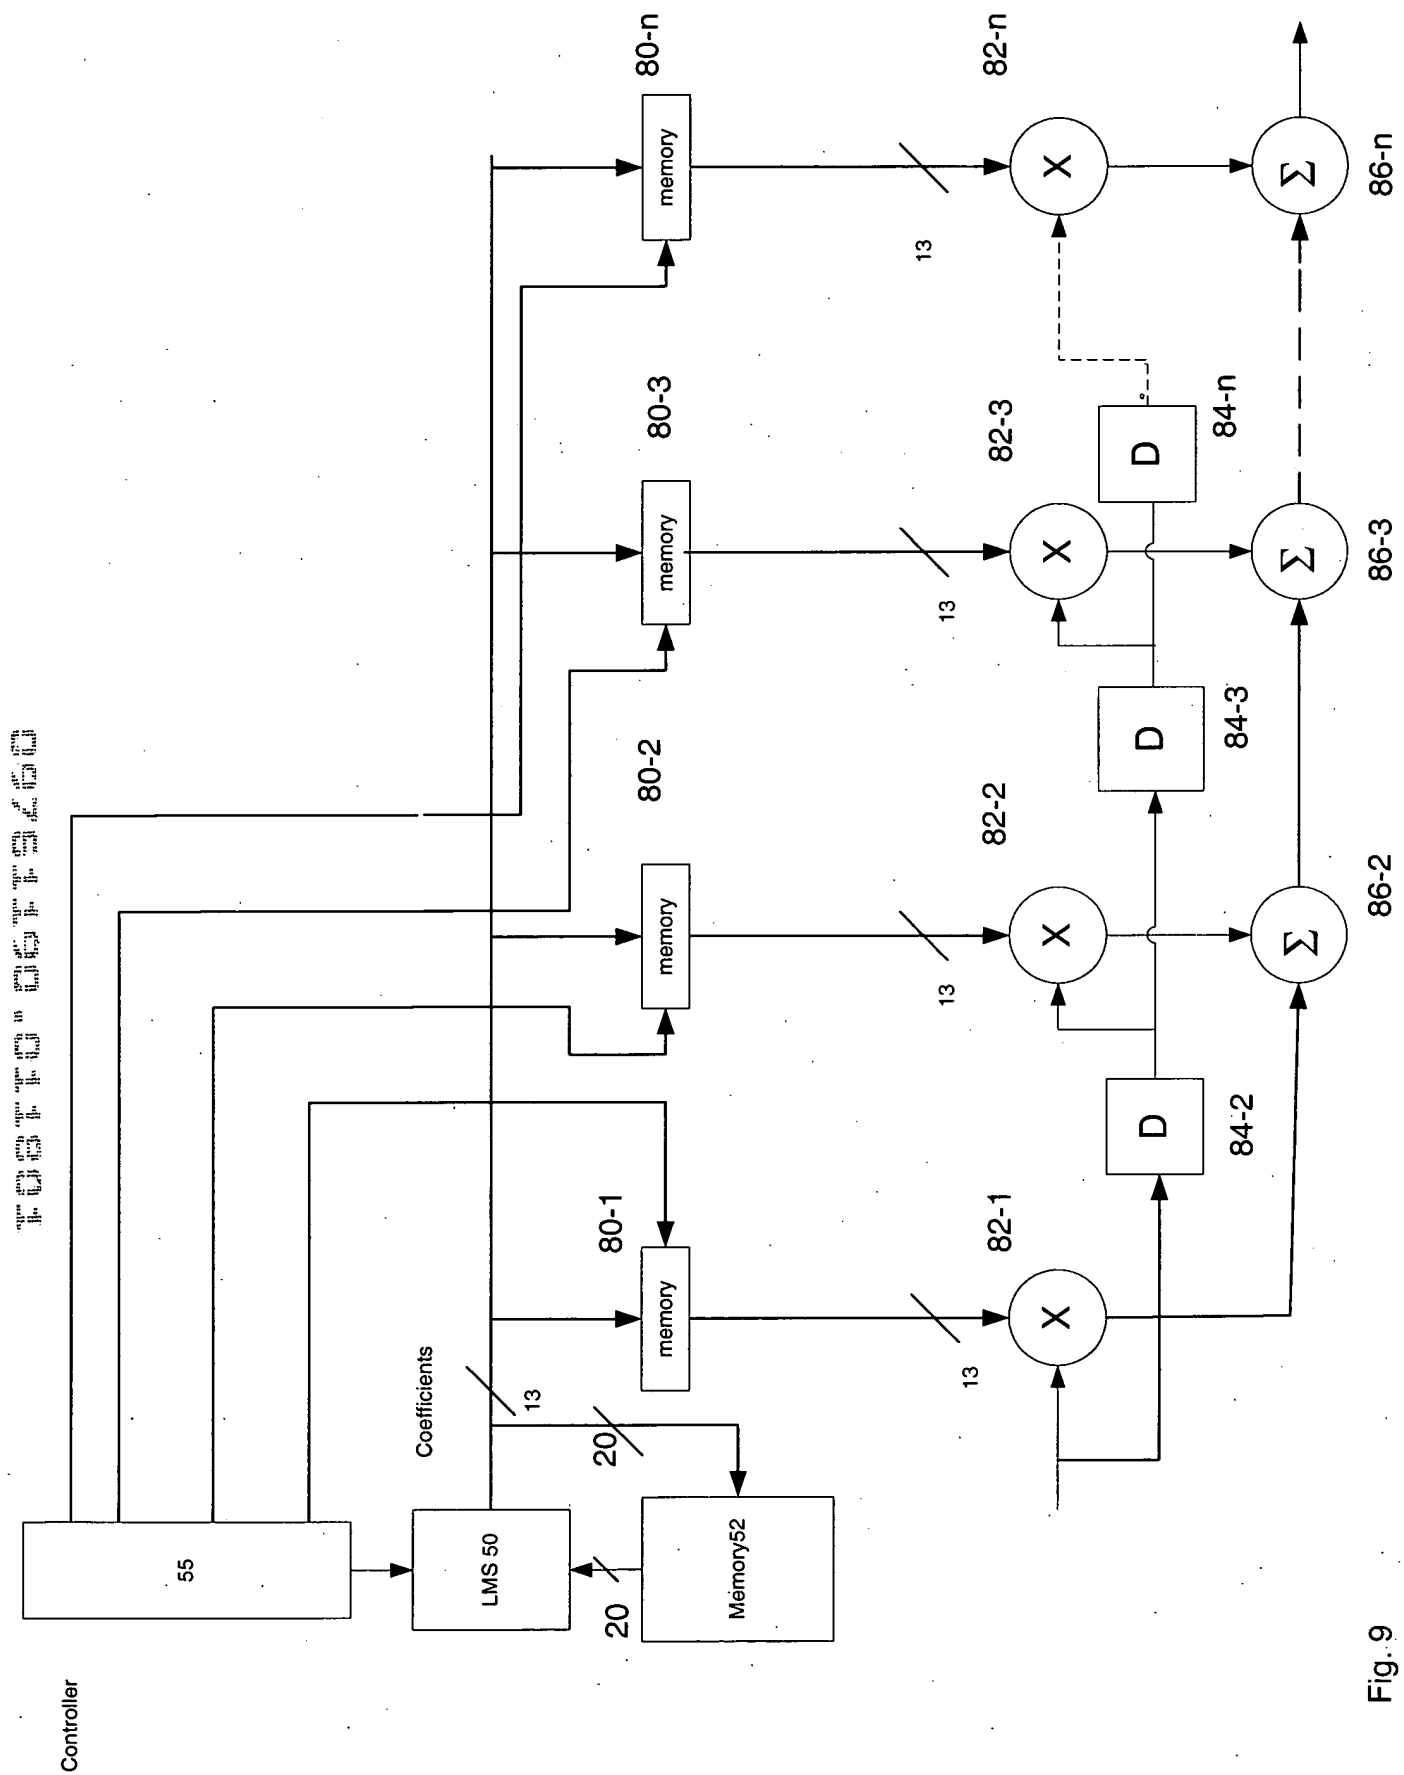 Controller
55
Coefficients
LMS 50
13
20
20
80-1
80-2
80-3
80-n
memory
memory
memory
memory
Memory52
13
13
13
13
82-1
82-2
82-3
82-n
X
X
X
X
D
D
D
84-2
84-3
84-n
Σ
Σ
Σ
86-2
86-3
86-n
Fig. 9